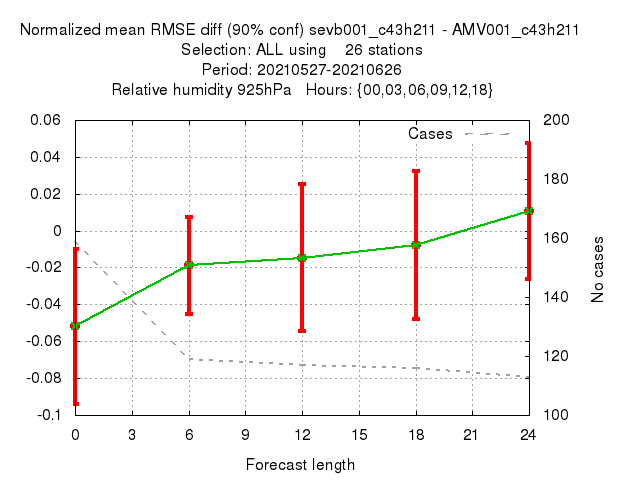 Normalized mean RMSE diff (90% conf) sevb001_c43h211 - AMV001_c43h211
Selection: ALL using    26 stations
Period: 20210527-20210626
Relative humidity 925hPa   Hours: {00,03,06,09,12,18}
Cases
0.06
0.04
0.02
0
-0.02
-0.04
-0.06
-0.08
-0.1
200
180
160
140
120
100
No cases
0 3 6 9 12 15 18 21 24
Forecast length